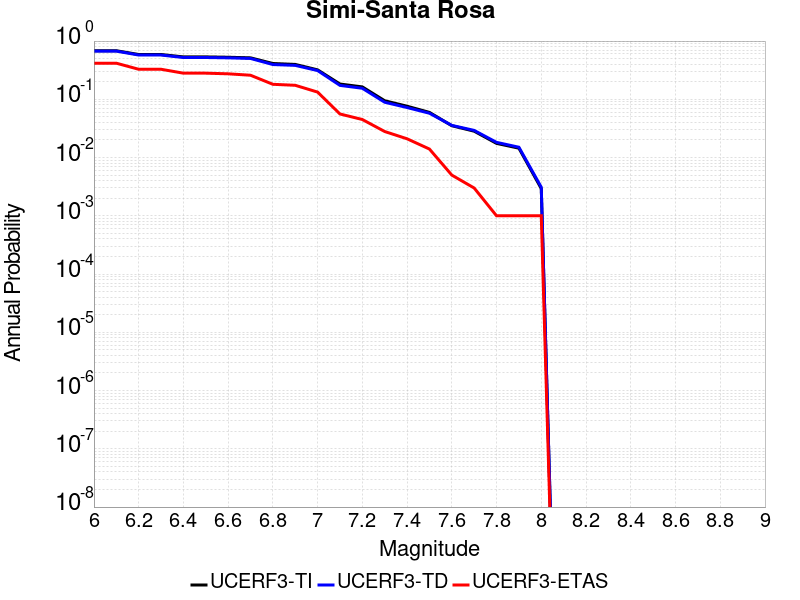 Simi-Santa Rosa
10^0
10^-1
10^-2
10^-3
10^-4
10^-5
10^-6
10^-7
10^-8
Annual Probability
6 6.2 6.4 6.6 6.8 7 7.2 7.4 7.6 7.8 8 8.2 8.4 8.6 8.8 9
Magnitude
UCERF3-TI UCERF3-TD UCERF3-ETAS